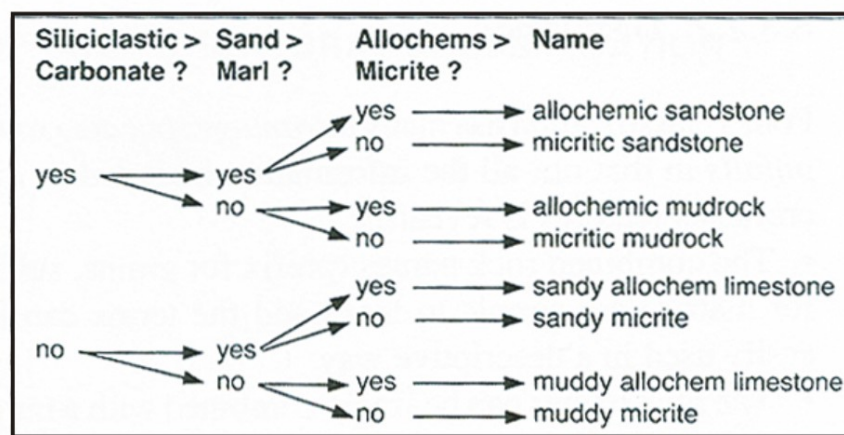 Siliciclastic > Sand > Allochems > Name
Carbonate ? Marl ? Micrite ?
yes allochemic sandstone
no micritic sandstone
yes yes
no yes allochemic mudrock
no micritic mudrock
yes sandy allochem limestone
no sandy micrite
no yes
no yes muddy allochem limestone
no muddy micrite